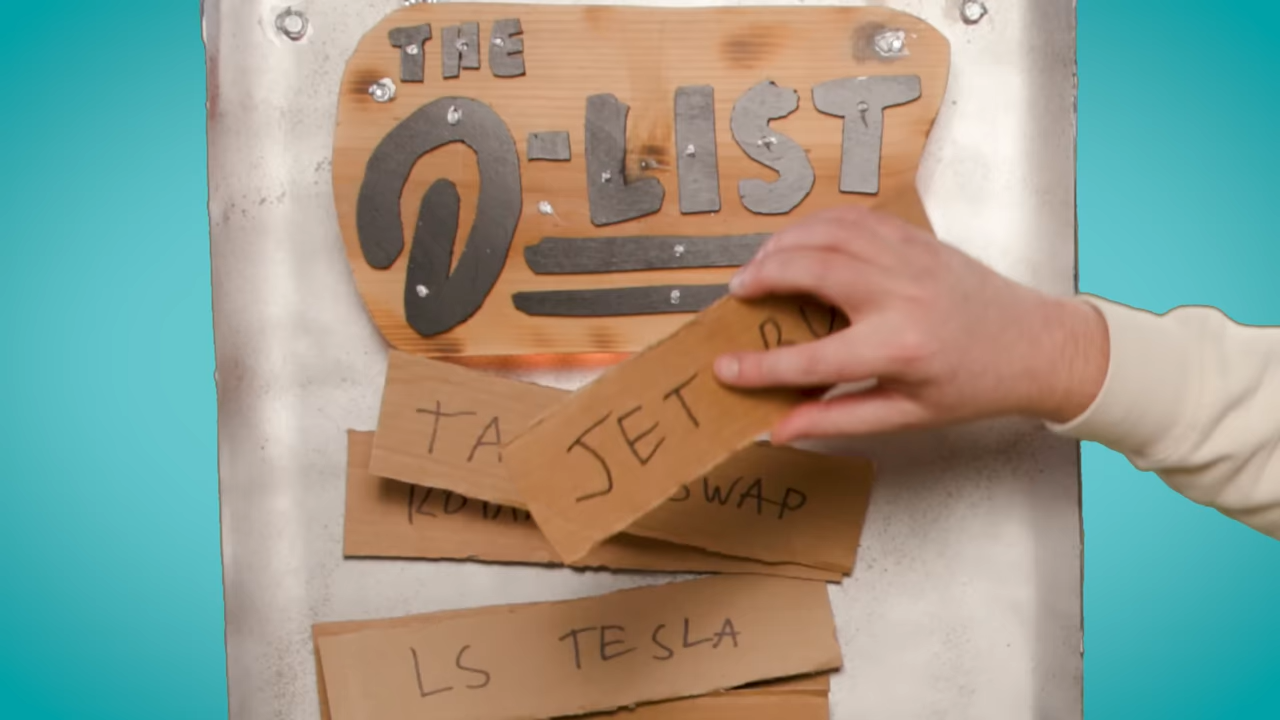 THE
D-LIST
JET
TA
SWAP
LS TESLA